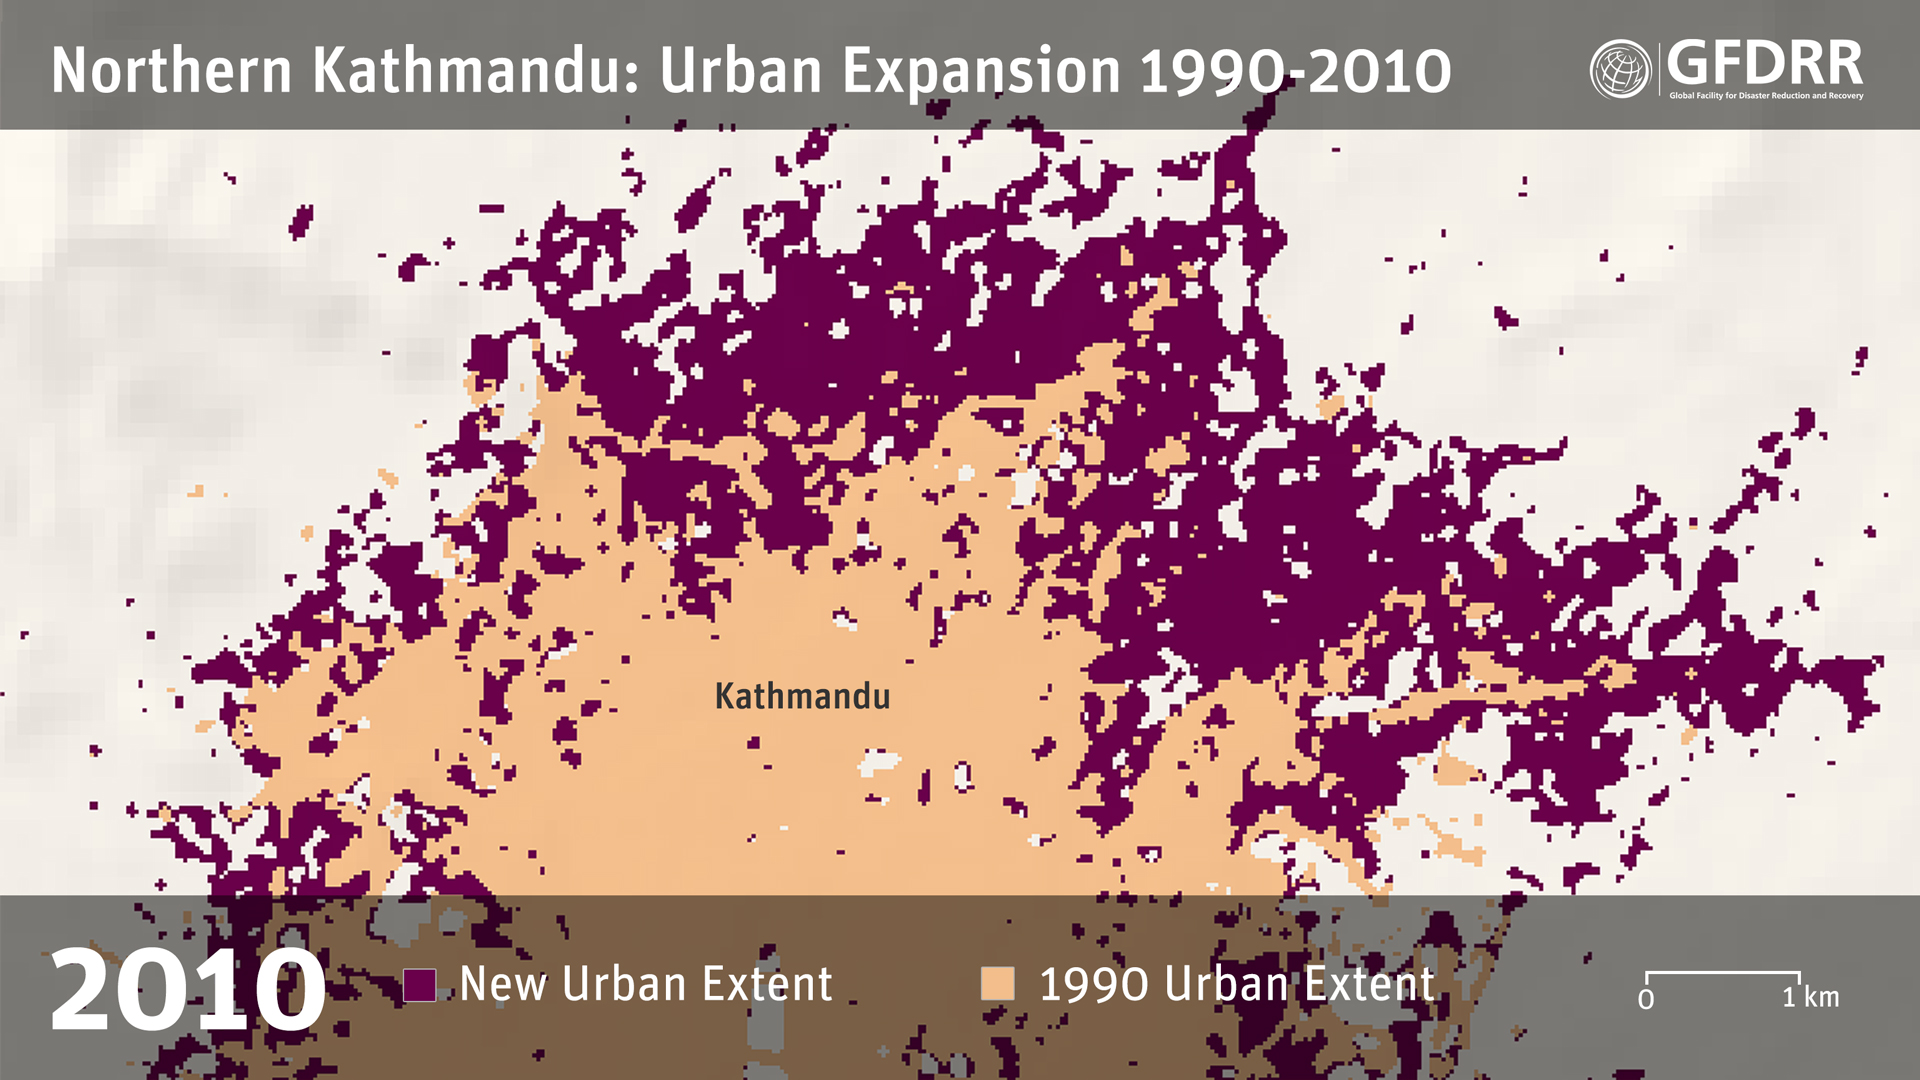 Northern Kathmandu: Urban Expansion 1990-2010
GFDRR
Global Facility for Disaster Reduction and Recovery
Kathmandu
2010
New Urban Extent
1990 Urban Extent
0 1 km